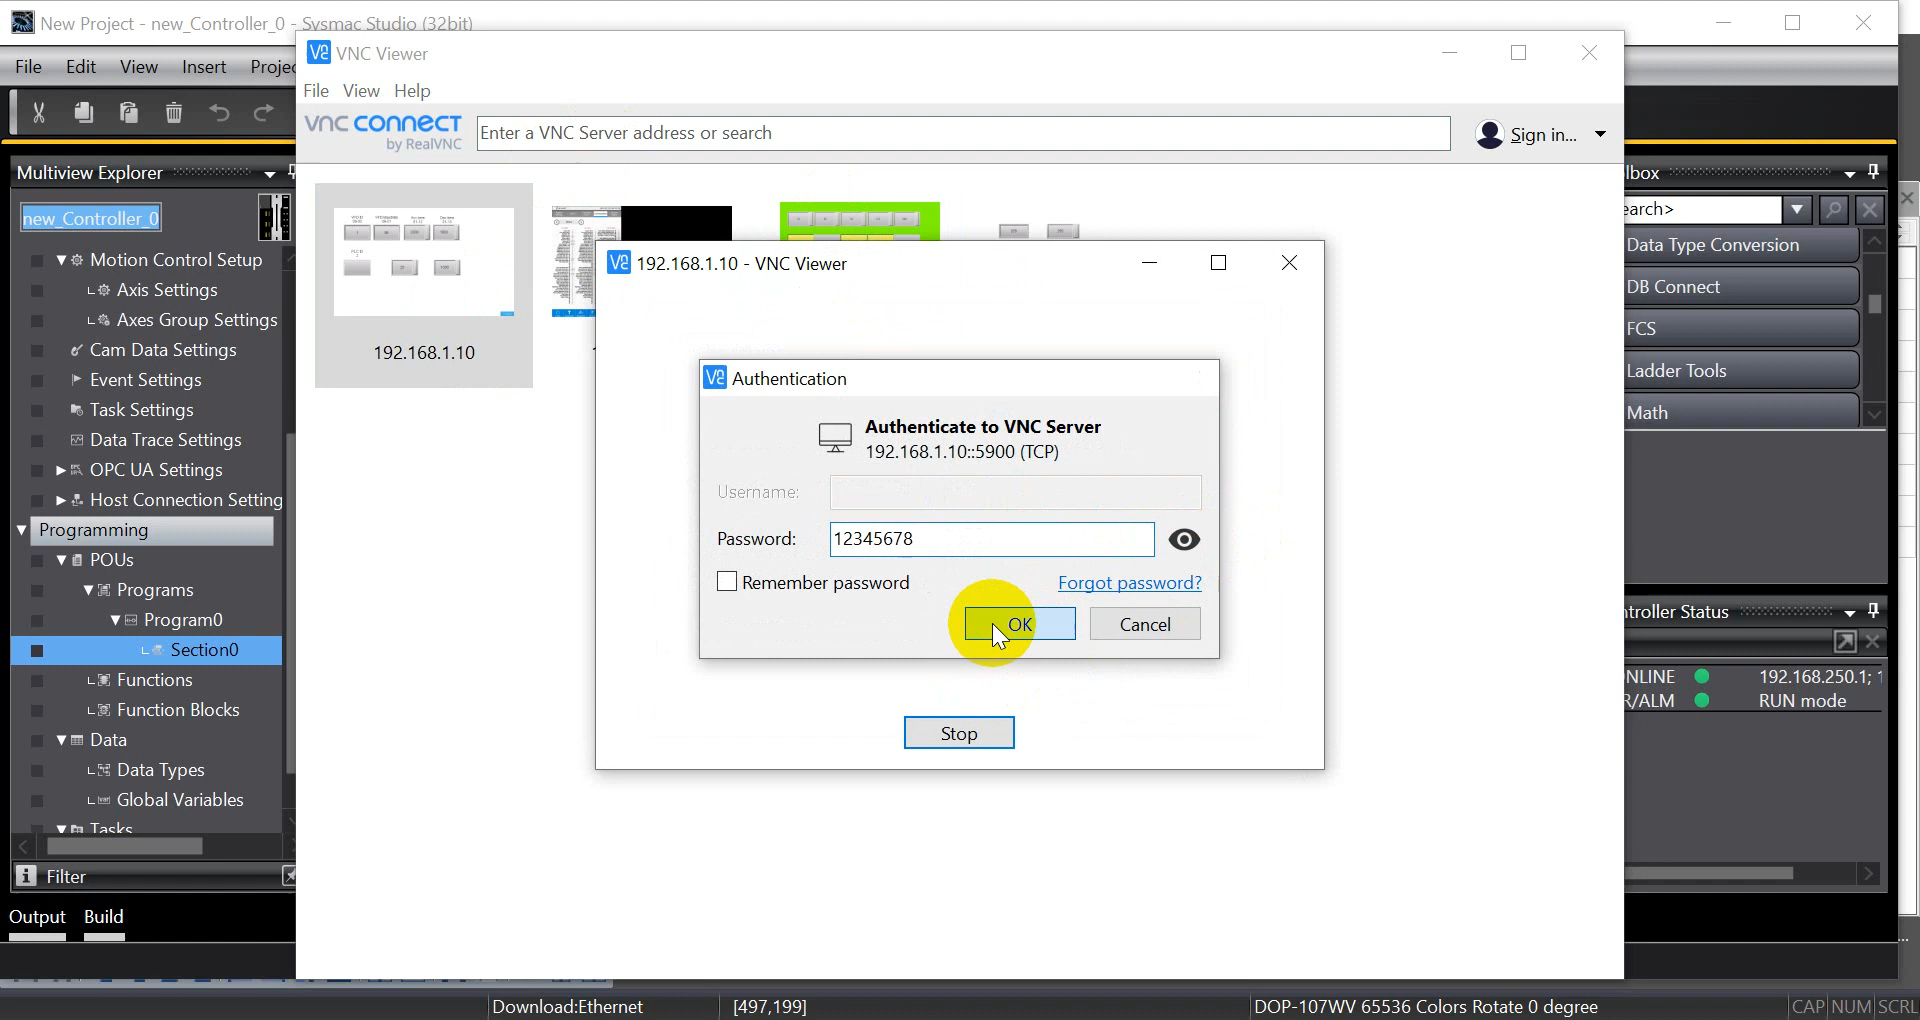 New Project - new_Controller_0 - Sysmac Studio (32bit)
File Edit View Insert Projec
VNC Viewer
File View Help
vnc connect
by RealVNC
Enter a VNC Server address or search
Sign in...
Multiview Explorer
new_Controller_0
Motion Control Setup
Axis Settings
Axes Group Settings
Cam Data Settings
Event Settings
Task Settings
Data Trace Settings
OPC UA Settings
Host Connection Setting
Programming
POUs
Programs
Program0
Section0
Functions
Function Blocks
Data
Data Types
Global Variables
Tasks
Filter
Output Build
192.168.1.10
192.168.1.10 - VNC Viewer
Authentication
Authenticate to VNC Server
192.168.1.10::5900 (TCP)
Username:
Password: 12345678
Remember password
Forgot password?
OK
Cancel
Stop
lbox
earch>
Data Type Conversion
DB Connect
FCS
Ladder Tools
Math
ntroller Status
NLINE 192.168.250.1; 1
R/ALM RUN mode
Download:Ethernet
[497,199]
DOP-107WV 65536 Colors Rotate 0 degree
CAP NUM SCRL